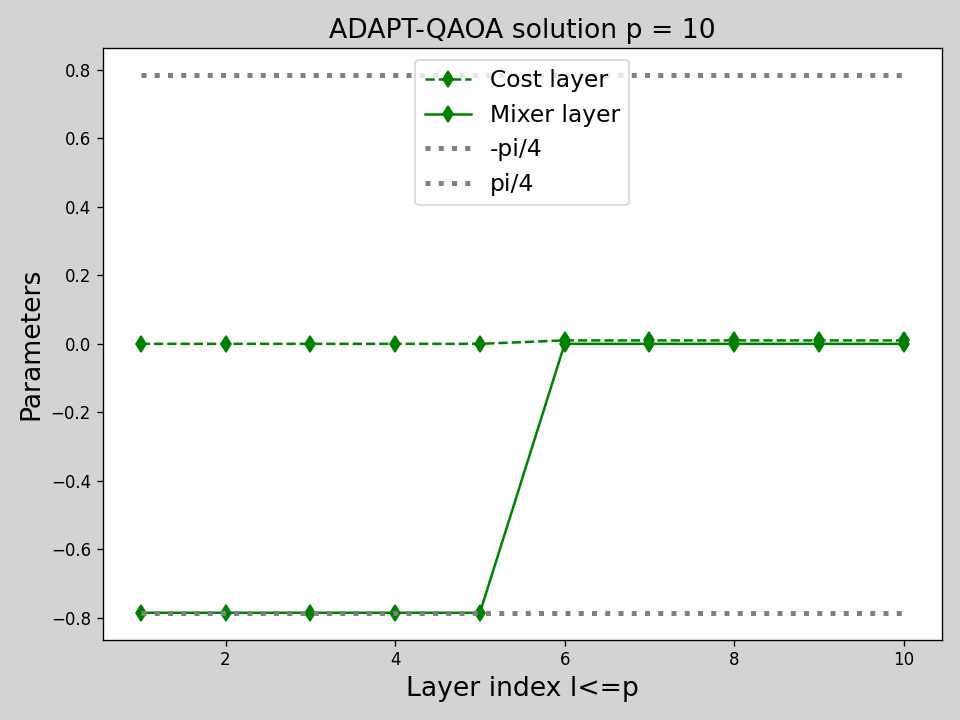 ADAPT-QAOA solution p = 10
Cost layer
Mixer layer
-pi/4
pi/4
Parameters
0.8
0.6
0.4
0.2
0.0
−0.2
−0.4
−0.6
−0.8
2
4
6
8
10
Layer index l<=p